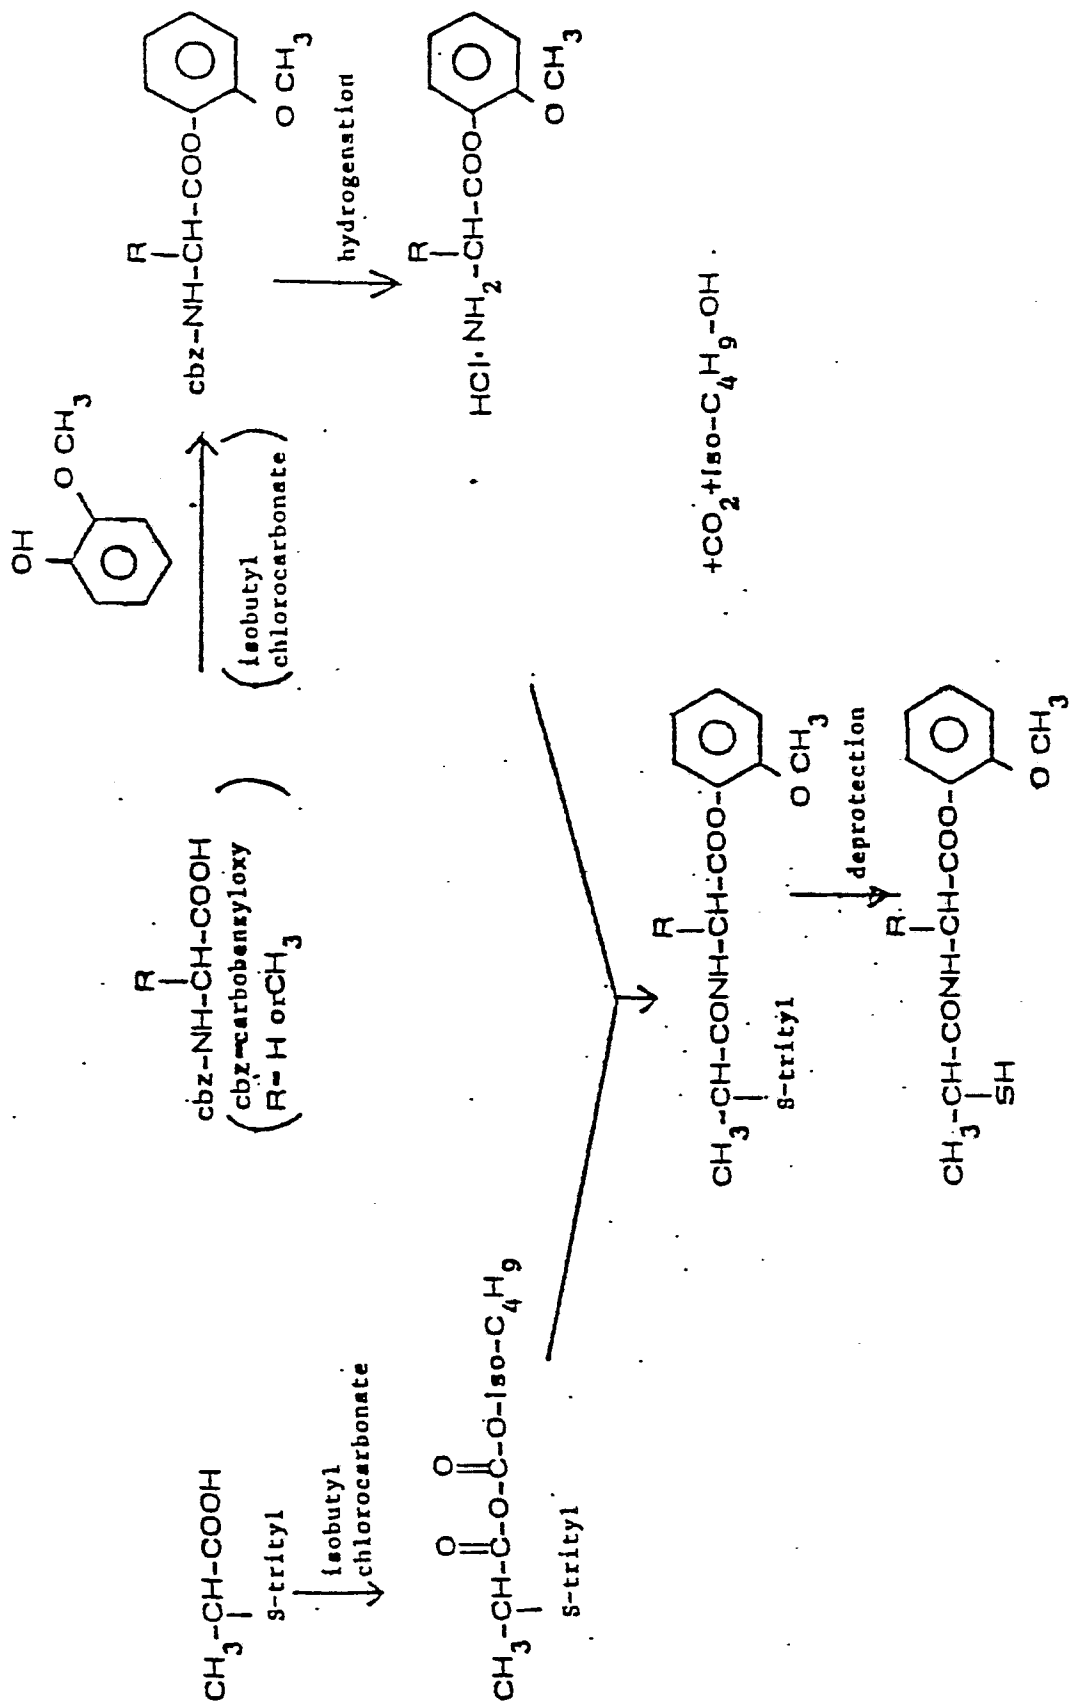 CH3-CH-COOH
S-trityl
isobutyl
chlorocarbonate
CH3-CH-C-O-C-O-Iso-C4H9
O
O
S-trityl
R
cbz-NH-CH-COOH
(cbz=carbobenzyloxy
R= H orCH3)
OH
O CH3
(isobutyl
chlorocarbonate)
R
cbz-NH-CH-COO-
O CH3
hydrogenation
R
HCl·NH2-CH-COO-
O CH3
R
CH3-CH-CONH-CH-COO-
S-trityl
O CH3
+CO2+Iso-C4H9-OH
deprotection
R
CH3-CH-CONH-CH-COO-
SH
O CH3